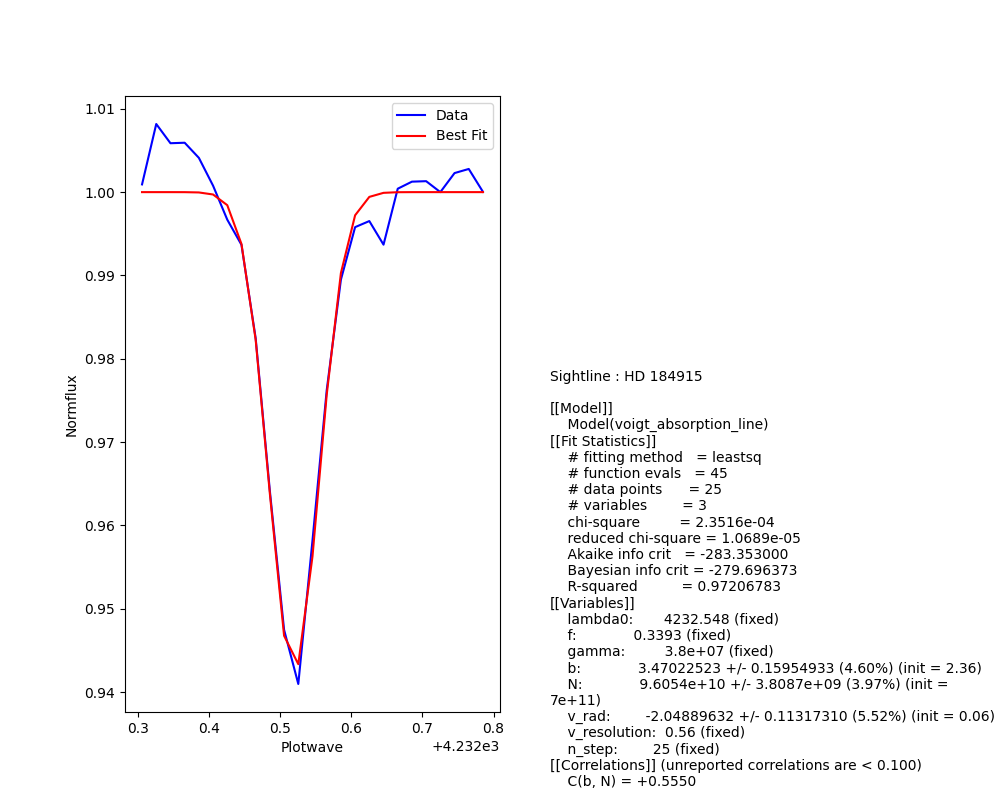 1.01
1.00
0.99
0.98
0.97
0.96
0.95
0.94
Normflux
0.3 0.4 0.5 0.6 0.7 0.8
Plotwave
+4.232e3
Data
Best Fit
Sightline : HD 184915
[[Model]]
Model(voigt_absorption_line)
[[Fit Statistics]]
# fitting method = leastsq
# function evals = 45
# data points = 25
# variables = 3
chi-square = 2.3516e-04
reduced chi-square = 1.0689e-05
Akaike info crit = -283.353000
Bayesian info crit = -279.696373
R-squared = 0.97206783
[[Variables]]
lambda0: 4232.548 (fixed)
f: 0.3393 (fixed)
gamma: 3.8e+07 (fixed)
b: 3.47022523 +/- 0.15954933 (4.60%) (init = 2.36)
N: 9.6054e+10 +/- 3.8087e+09 (3.97%) (init =
7e+11)
v_rad: -2.04889632 +/- 0.11317310 (5.52%) (init = 0.06)
v_resolution: 0.56 (fixed)
n_step: 25 (fixed)
[[Correlations]] (unreported correlations are < 0.100)
C(b, N) = +0.5550